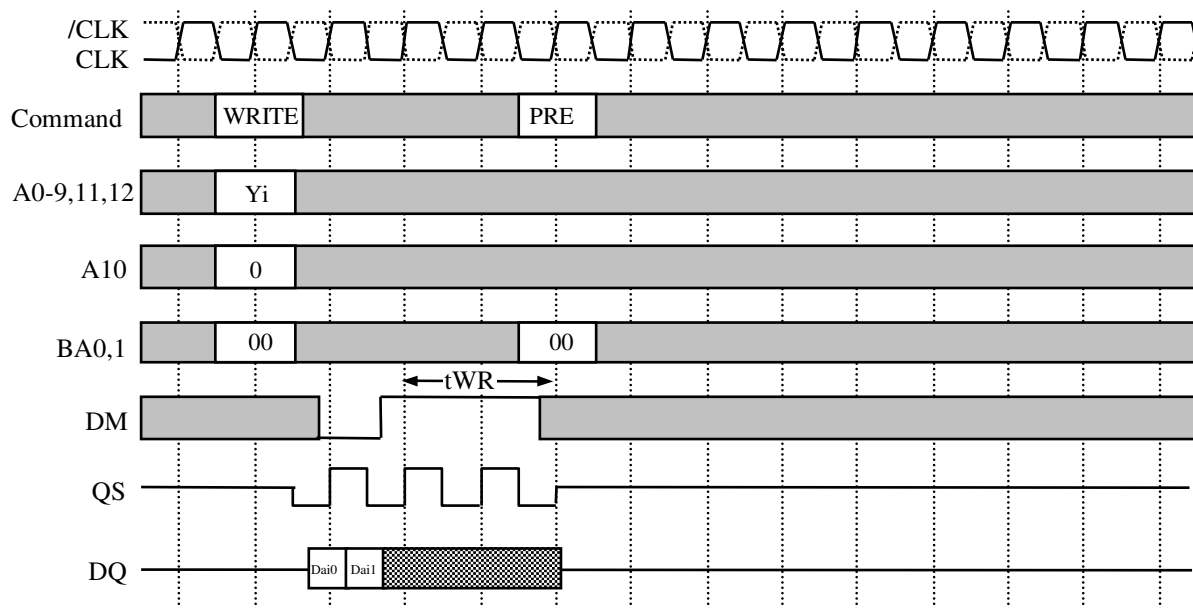 /CLK
CLK
Command WRITE PRE
A0-9,11,12 Yi
A10 0
BA0,1 00 00
tWR
DM
QS
DQ Dai0 Dai1